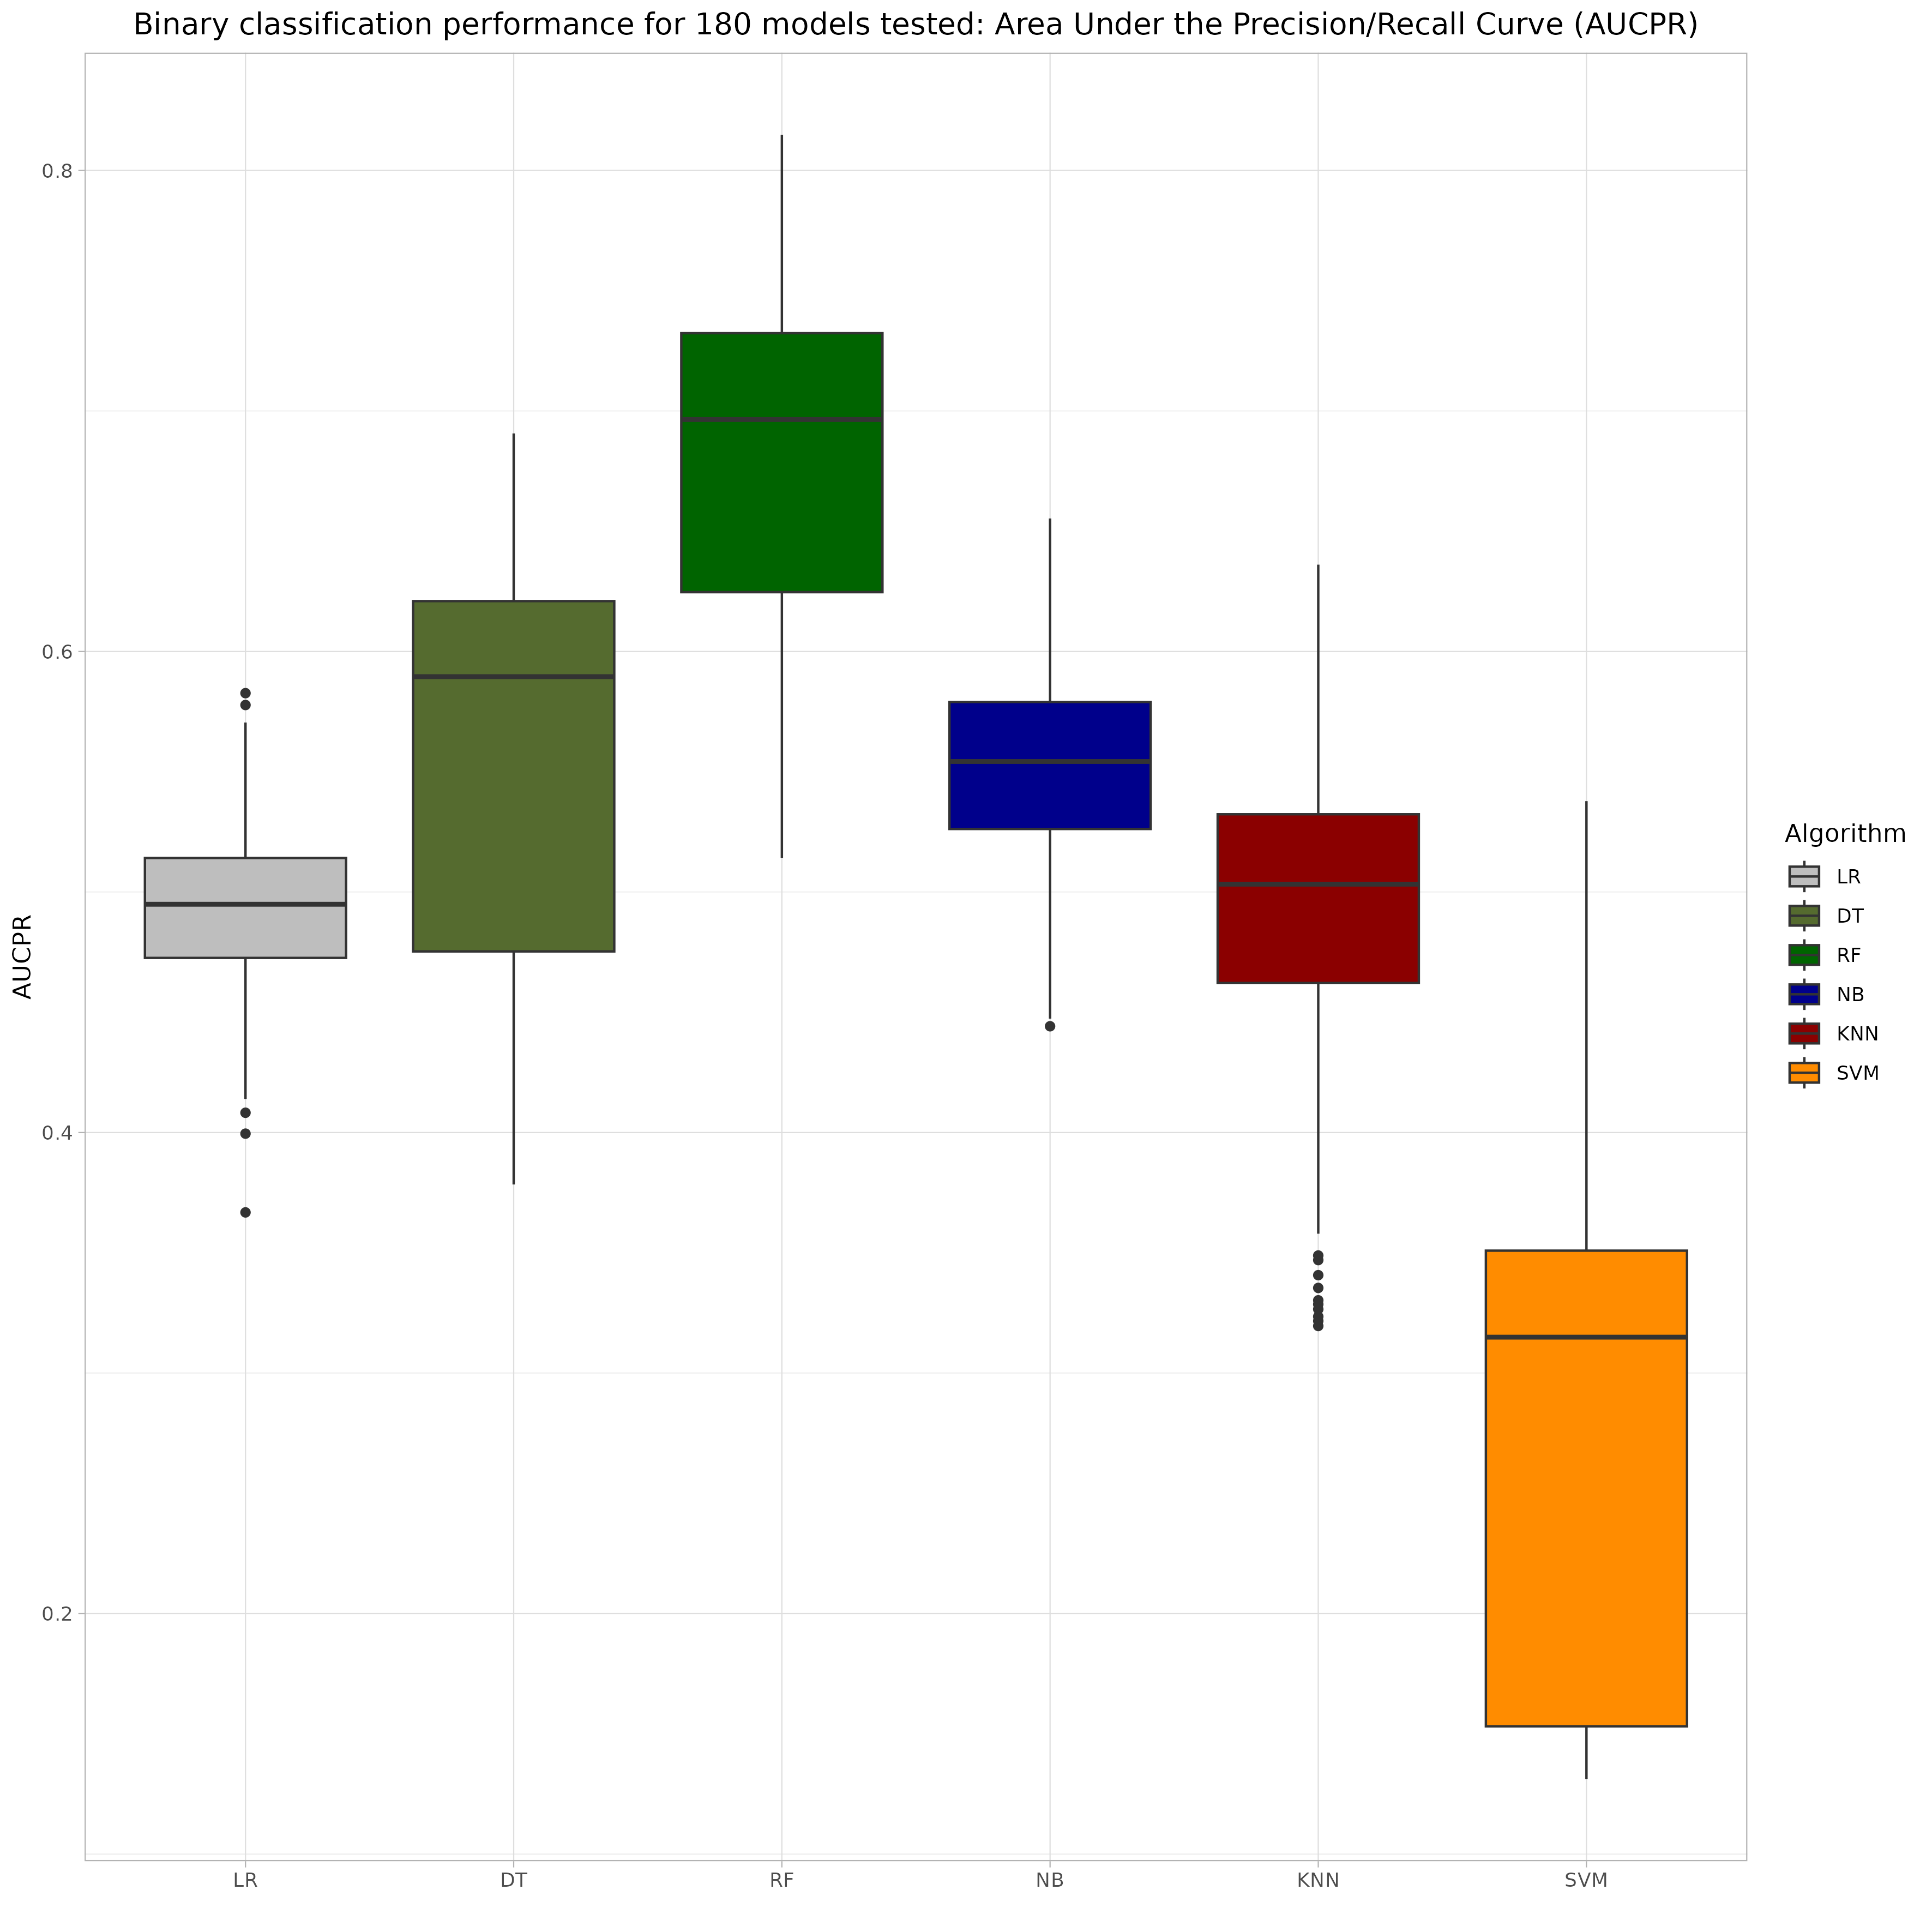 Binary classification performance for 180 models tested: Area Under the Precision/Recall Curve (AUCPR)
0.8
0.6
0.4
0.2
AUCPR
LR
DT
RF
NB
KNN
SVM
Algorithm
LR
DT
RF
NB
KNN
SVM